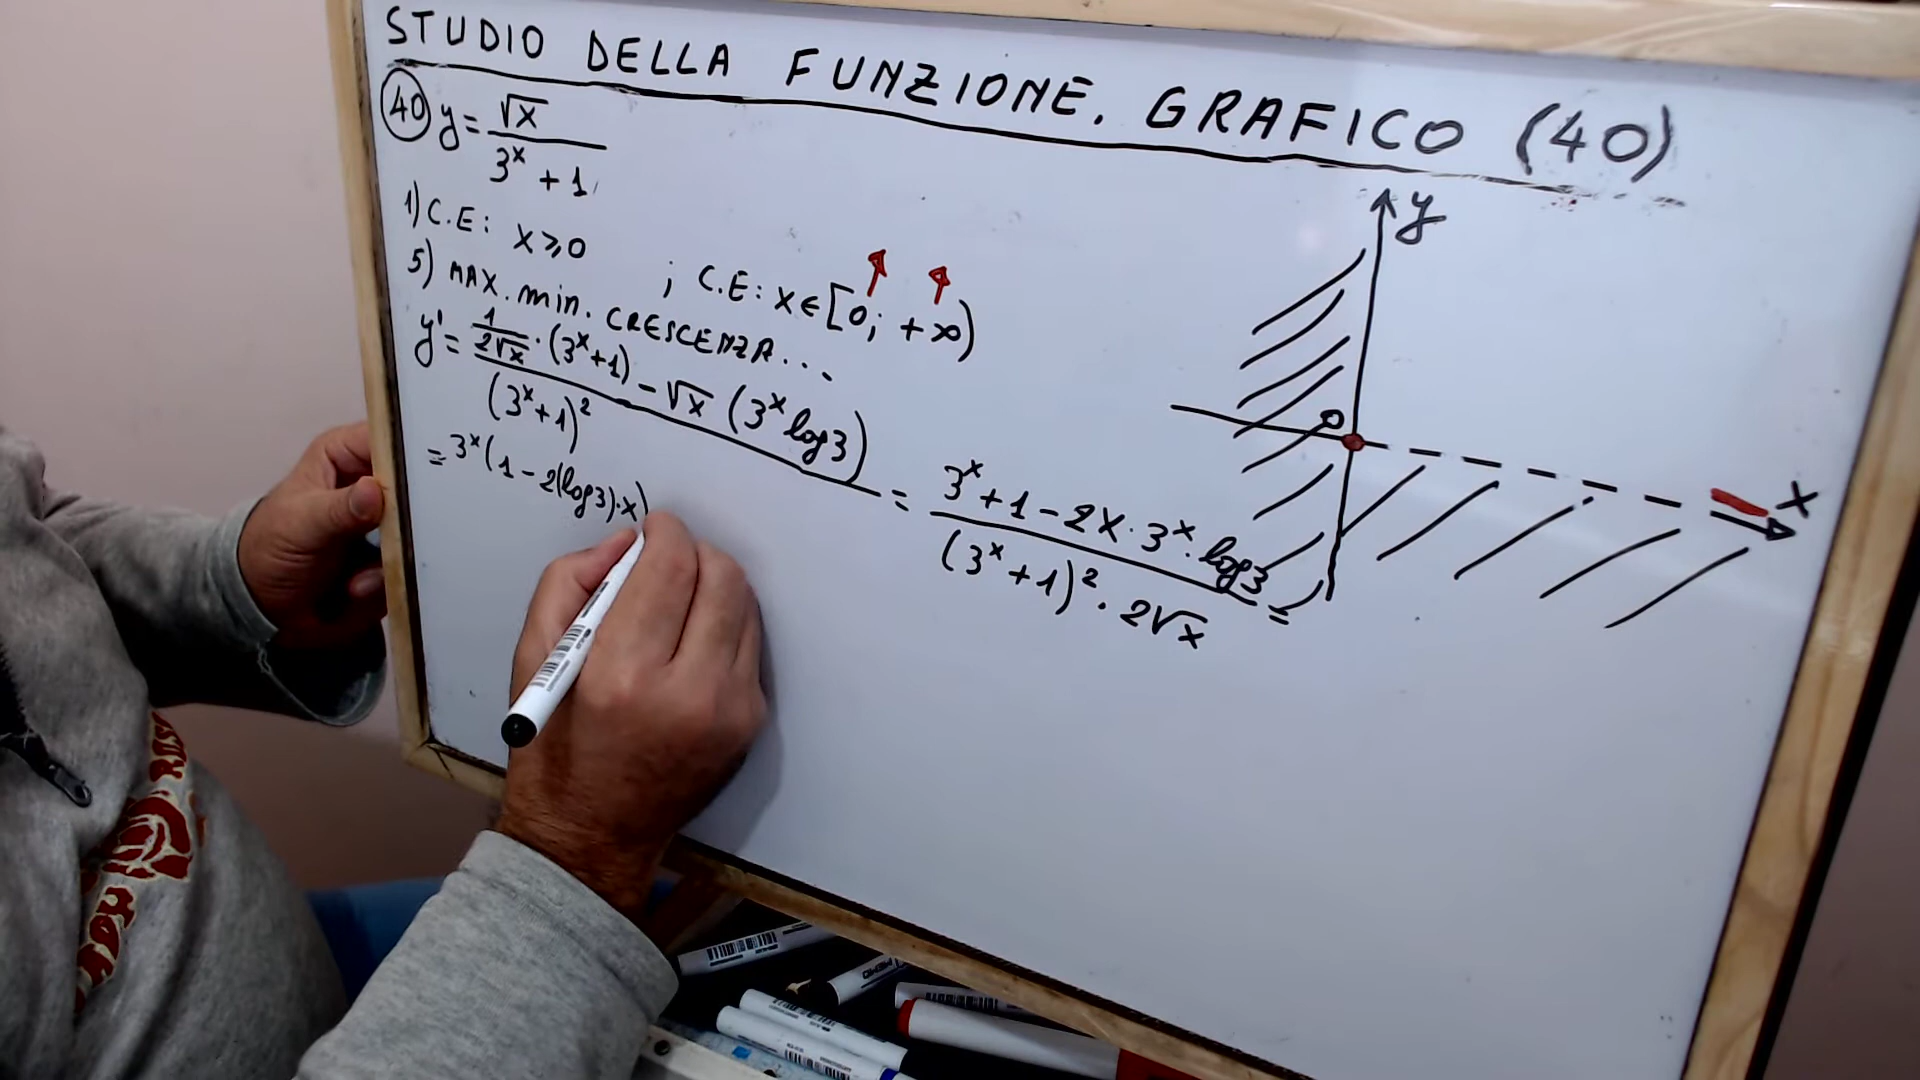 STUDIO DELLA FUNZIONE. GRAFICO (40)
40 y = √x / (3^x + 1)
1) C.E: x ⩾ 0 ; C.E: x ∈ [0; +∞)
5) MAX. min. CRESCENZA...
y' = (1/(2√x) · (3^x + 1) − √x (3^x log3)) / (3^x + 1)^2 = (3^x + 1 − 2x · 3^x · log3) / ((3^x + 1)^2 · 2√x) =
= 3^x (1 − 2(log3) · x)
y
0
x